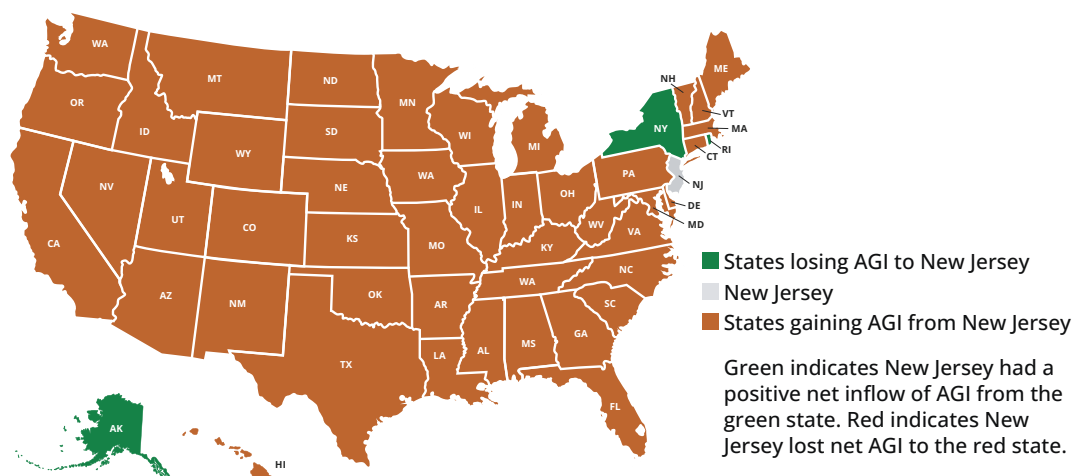 WA
MT
ND
MN
ME
NH
VT
OR
ID
SD
WI
MI
NY
MA
RI
CT
WY
NE
WA
IL
IN
OH
PA
NJ
DE
MD
NV
UT
CO
KS
MO
KY
WV
VA
CA
AZ
NM
OK
AR
WA
NC
SC
TX
LA
AL
MS
GA
FL
AK
HI
States losing AGI to New Jersey
New Jersey
States gaining AGI from New Jersey
Green indicates New Jersey had a
positive net inflow of AGI from the
green state. Red indicates New
Jersey lost net AGI to the red state.